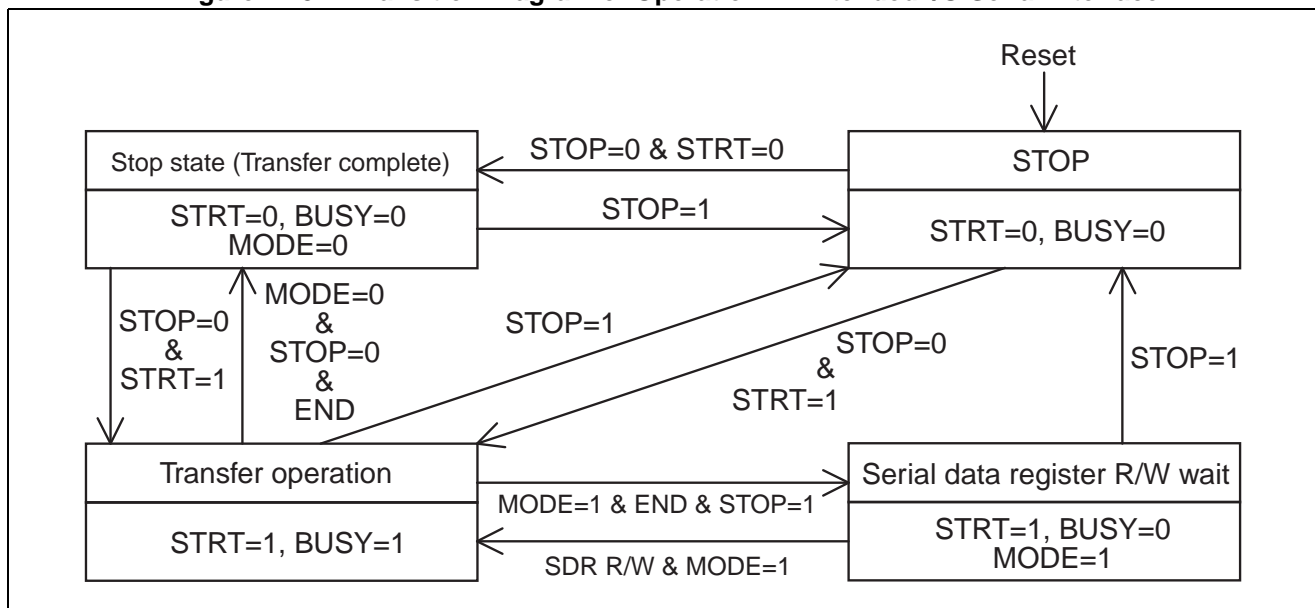 Reset
Stop state (Transfer complete)
STOP=0 & STRT=0
STOP
STRT=0, BUSY=0
MODE=0
STOP=1
STRT=0, BUSY=0
STOP=0
&
STRT=1
MODE=0
&
STOP=0
&
END
STOP=1
STOP=0
&
STRT=1
STOP=1
Transfer operation
MODE=1 & END & STOP=1
Serial data register R/W wait
STRT=1, BUSY=1
SDR R/W & MODE=1
STRT=1, BUSY=0
MODE=1